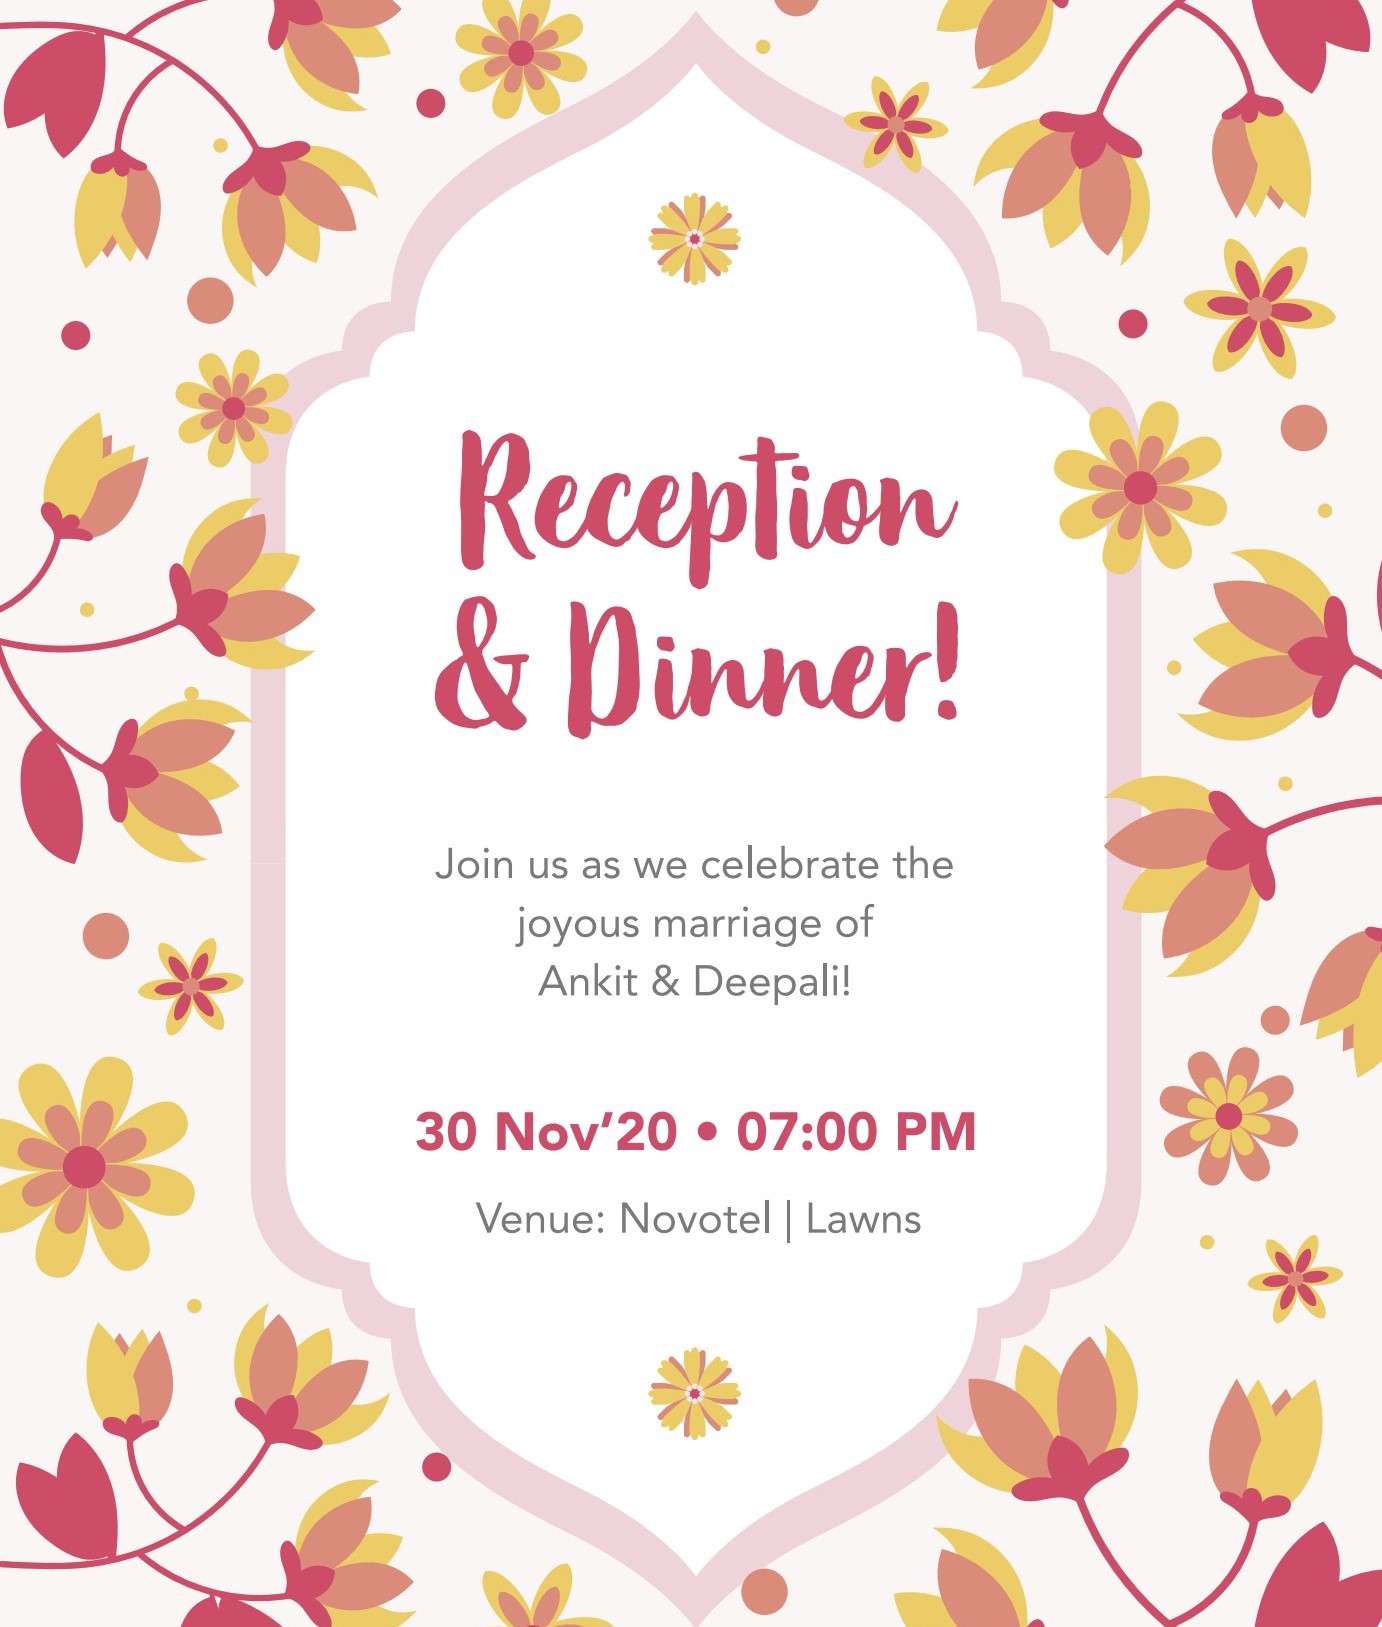 Reception
& Dinner!
Join us as we celebrate the
joyous marriage of
Ankit & Deepali!
30 Nov’20 • 07:00 PM
Venue: Novotel | Lawns